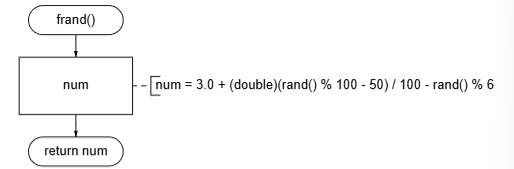 frand()
num
num = 3.0 + (double)(rand() % 100 - 50) / 100 - rand() % 6
return num